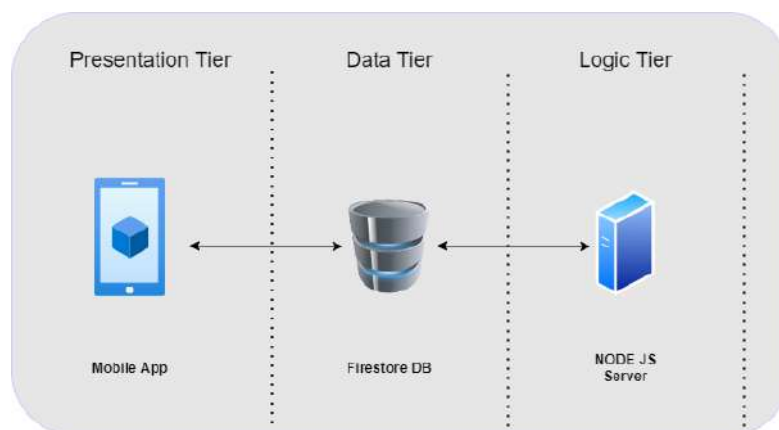 Presentation Tier
Data Tier
Logic Tier
Mobile App
Firestore DB
NODE JS
Server